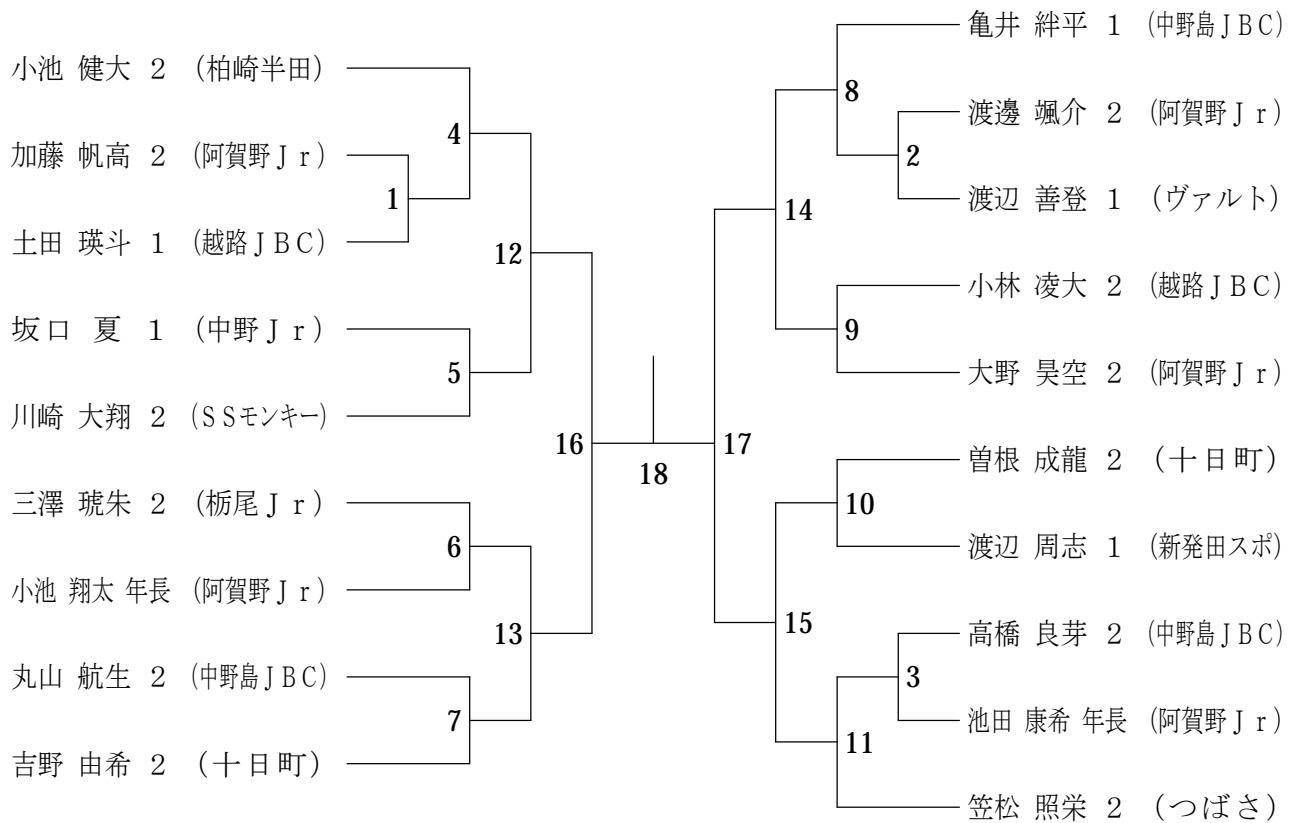 小池 健大 2 (柏崎半田)
加藤 帆高 2 (阿賀野Ｊｒ)
土田 瑛斗 1 (越路ＪＢＣ)
坂口 夏 1 (中野Ｊｒ)
川崎 大翔 2 (ＳＳモンキー)
三澤 琥朱 2 (栃尾Ｊｒ)
小池 翔太 年長 (阿賀野Ｊｒ)
丸山 航生 2 (中野島ＪＢＣ)
吉野 由希 2 (十日町)
4
1
12
5
16
6
13
7
18
亀井 絆平 1 (中野島ＪＢＣ)
渡邊 颯介 2 (阿賀野Ｊｒ)
渡辺 善登 1 (ヴァルト)
小林 凌大 2 (越路ＪＢＣ)
大野 昊空 2 (阿賀野Ｊｒ)
曽根 成龍 2 (十日町)
渡辺 周志 1 (新発田スポ)
高橋 良芽 2 (中野島ＪＢＣ)
池田 康希 年長 (阿賀野Ｊｒ)
笠松 照栄 2 (つばさ)
8
2
14
9
17
10
15
3
11